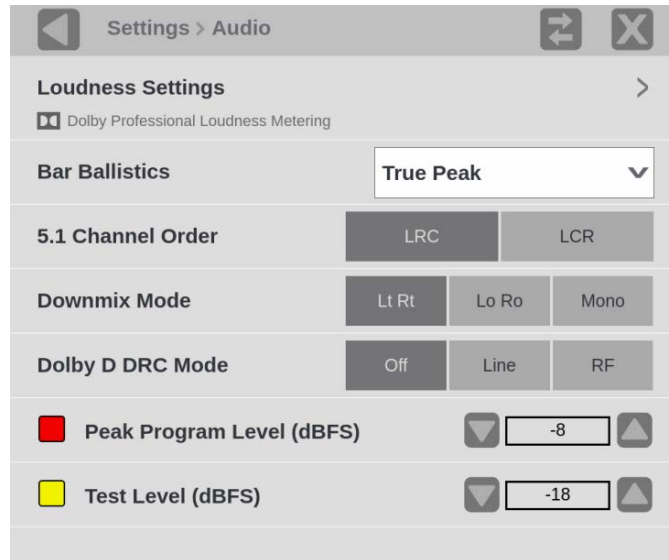 Settings > Audio
Loudness Settings >
Dolby Professional Loudness Metering
Bar Ballistics True Peak
5.1 Channel Order LRC LCR
Downmix Mode Lt Rt Lo Ro Mono
Dolby D DRC Mode Off Line RF
Peak Program Level (dBFS) -8
Test Level (dBFS) -18